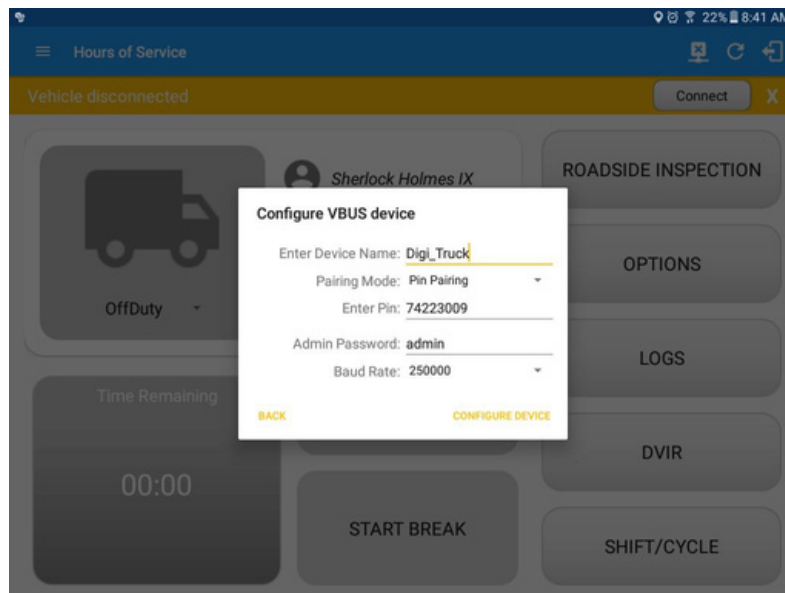 22% 8:41 AM
Hours of Service
Vehicle disconnected
Connect X
Sherlock Holmes IX
OffDuty
Configure VBUS device
Enter Device Name: Digi_Truck
Pairing Mode: Pin Pairing
Enter Pin: 74223009
Admin Password: admin
Baud Rate: 250000
BACK CONFIGURE DEVICE
Time Remaining
00:00
START BREAK
ROADSIDE INSPECTION
OPTIONS
LOGS
DVIR
SHIFT/CYCLE